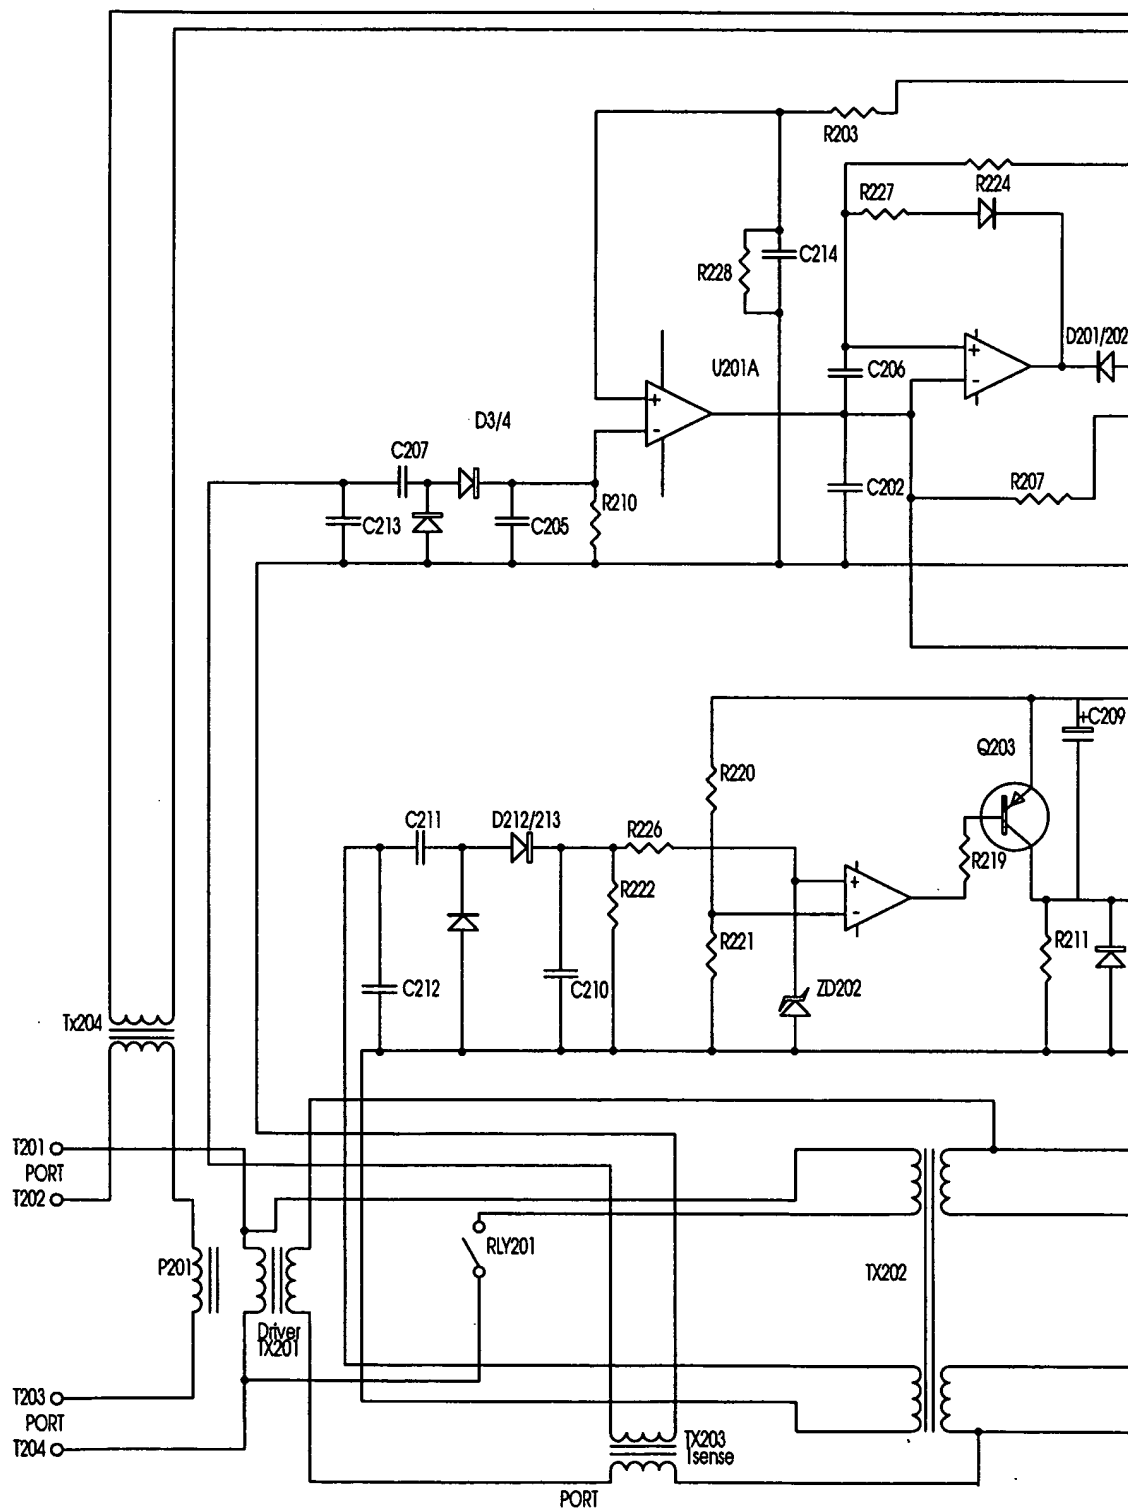 R203
R224
R227
C214
R228
D201/202
U201A
C206
D3/4
C207
C202
R207
R210
C213
C205
+C209
Q203
R220
C211
D212/213
R226
R219
R222
R221
R211
ZD202
C212
C210
Tx204
T201
PORT
T202
RLY201
P201
TX202
Driver
TX201
T203
PORT
T204
TX203
Isense
PORT